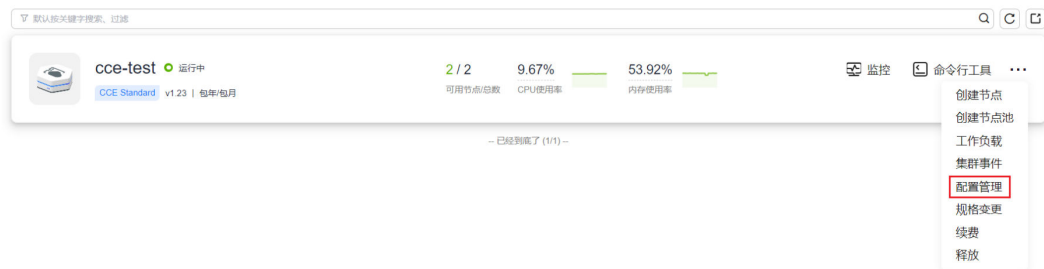 默认按关键字搜索、过滤
cce-test 运行中 2 / 2 9.67% 53.92% 监控 命令行工具 ...
CCE Standard v1.23 | 包年/包月 可用节点/总数 CPU使用率 内存使用率
创建节点
创建节点池
-- 已经到底了 (1/1) --
工作负载
集群事件
配置管理
规格变更
续费
释放